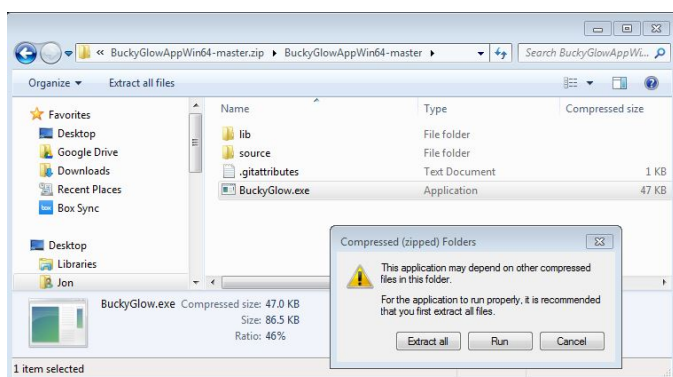 « BuckyGlowAppWin64-master.zip ▸ BuckyGlowAppWin64-master ▸
Search BuckyGlowAppWi...
Organize ▾ Extract all files
Name Type Compressed size
Favorites
Desktop
Google Drive
Downloads
Recent Places
Box Sync
Desktop
Libraries
Jon
lib File folder
source File folder
.gitattributes Text Document 1 KB
BuckyGlow.exe Application 47 KB
Compressed (zipped) Folders
This application may depend on other compressed
files in this folder.
For the application to run properly, it is recommended
that you first extract all files.
Extract all Run Cancel
BuckyGlow.exe Compressed size: 47.0 KB
Size: 86.5 KB
Ratio: 46%
1 item selected